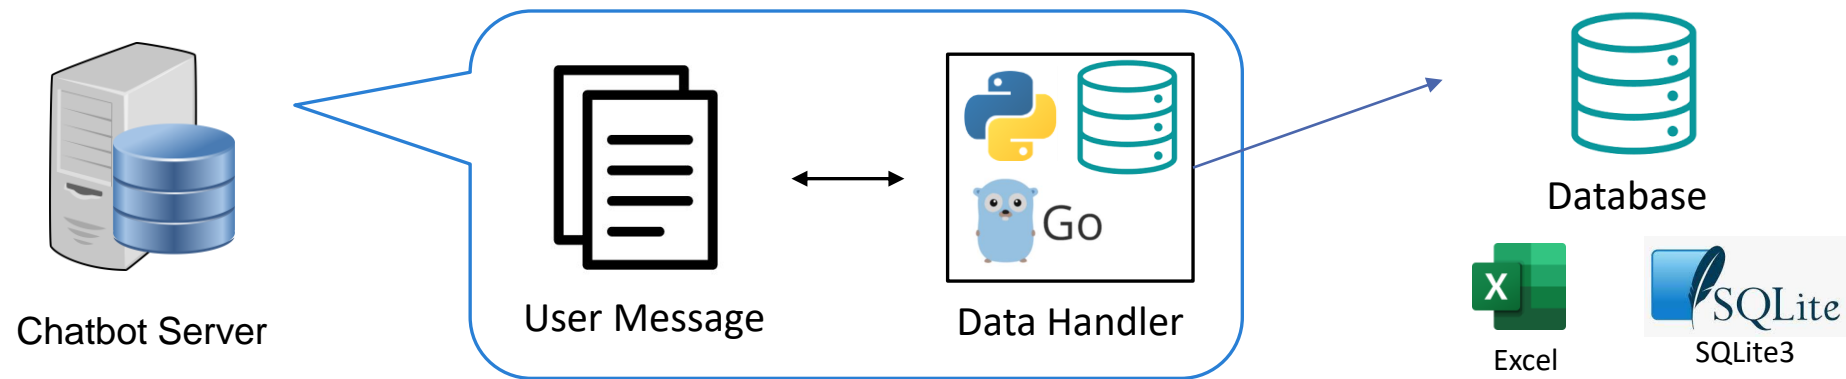 Chatbot Server
User Message
Go
Data Handler
Database
X
Excel
SQLite
SQLite3